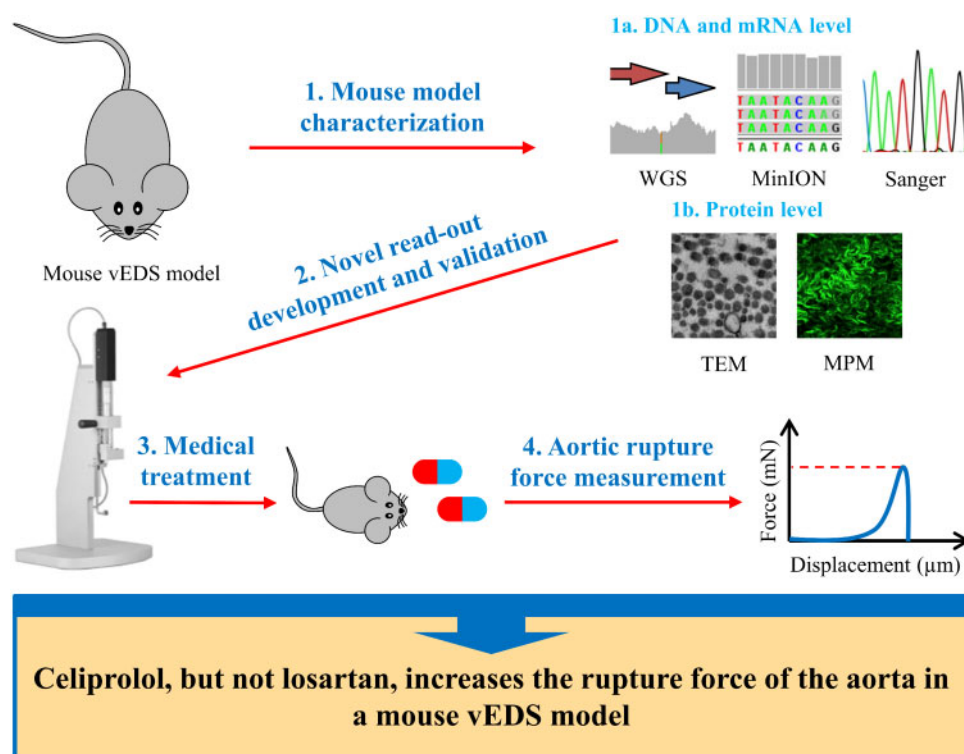 1a. DNA and mRNA level
1. Mouse model
characterization
TAATACAAG
TAATACAAG
TAATACAAG
TAATACAAG
WGS
MinION
Sanger
1b. Protein level
Mouse vEDS model
2. Novel read-out
development and validation
TEM
MPM
3. Medical
treatment
4. Aortic rupture
force measurement
Force (mN)
Displacement (µm)
Celiprolol, but not losartan, increases the rupture force of the aorta in
a mouse vEDS model